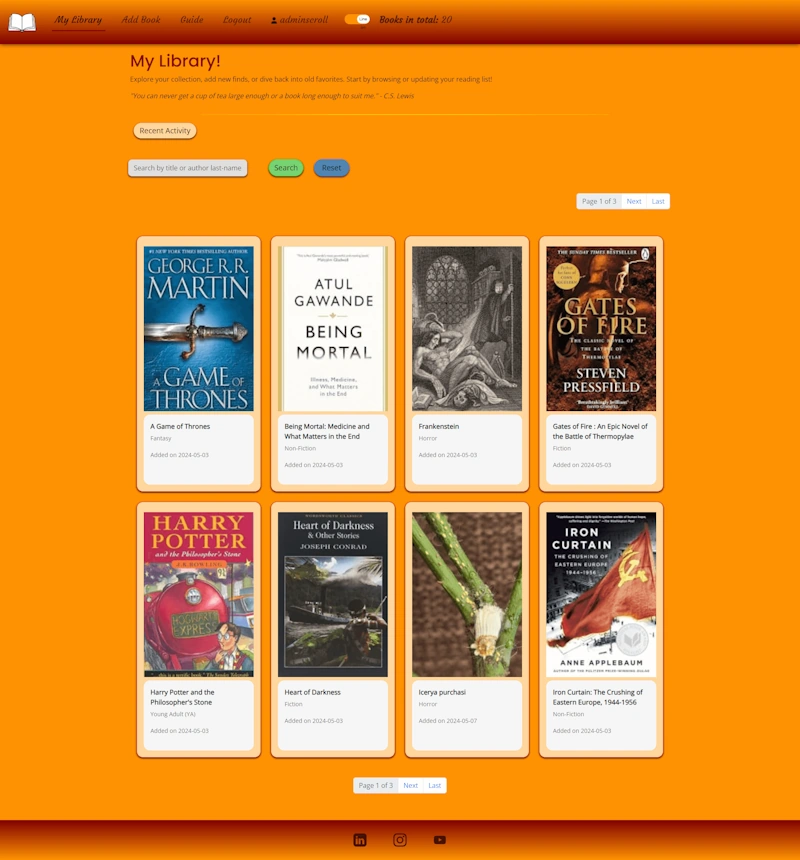 My Library
Add Book
Guide
Logout
adminscroll
Books in total: 20
My Library!
Explore your collection, add new finds, or dive back into old favorites. Start by browsing or updating your reading list!
"You can never get a cup of tea large enough or a book long enough to suit me." - C.S. Lewis
Recent Activity
Search by title or author last-name
Search
Reset
Page 1 of 3 Next Last
#1 NEW YORK TIMES BESTSELLING AUTHOR
GEORGE R.R.
MARTIN
A GAME OF
THRONES
A Game of Thrones
Fantasy
Added on 2024-05-03
ATUL
GAWANDE
BEING
MORTAL
Illness, Medicine,
and What Matters
in the End
Being Mortal: Medicine and
What Matters in the End
Non-Fiction
Added on 2024-05-03
Frankenstein
Horror
Added on 2024-05-03
THE SUNDAY TIMES BESTSELLER
GATES
OF FIRE
THE CLASSIC NOVEL OF
THE BATTLE OF
THERMOPYLAE
STEVEN
PRESSFIELD
'Breathtakingly brilliant'
Gates of Fire : An Epic Novel of
the Battle of Thermopylae
Fiction
Added on 2024-05-03
HARRY
POTTER
and the Philosopher's Stone
J.K. ROWLING
HOGWARTS
EXPRESS
Harry Potter and the
Philosopher's Stone
Young Adult (YA)
Added on 2024-05-03
WORDSWORTH CLASSICS
Heart of Darkness
& Other Stories
JOSEPH CONRAD
Heart of Darkness
Fiction
Added on 2024-05-03
Icerya purchasi
Horror
Added on 2024-05-07
IRON
CURTAIN
THE CRUSHING OF
EASTERN EUROPE
1944–1956
ANNE APPLEBAUM
AUTHOR OF THE PULITZER PRIZE-WINNING GULAG
Iron Curtain: The Crushing of
Eastern Europe, 1944-1956
Non-Fiction
Added on 2024-05-03
Page 1 of 3 Next Last